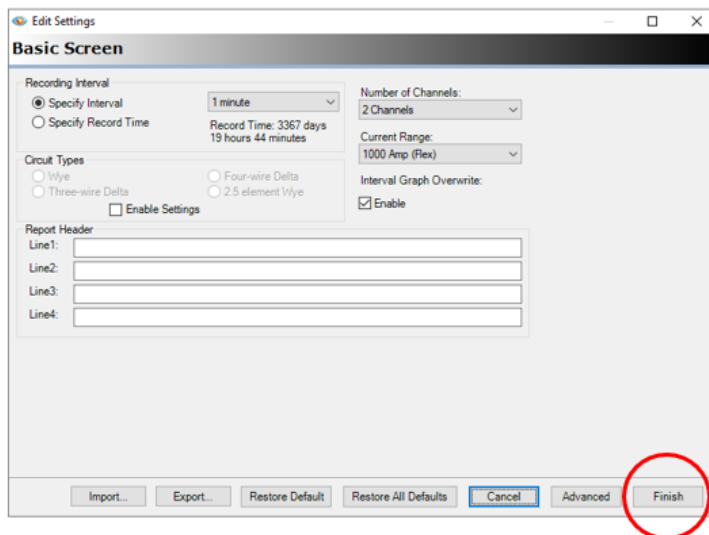 Edit Settings
Basic Screen
Recording Interval
Specify Interval
1 minute
Specify Record Time
Record Time: 3367 days
19 hours 44 minutes
Number of Channels:
2 Channels
Current Range:
1000 Amp (Flex)
Circuit Types
Wye
Four-wire Delta
Three-wire Delta
2.5 element Wye
Enable Settings
Interval Graph Overwrite:
Enable
Report Header
Line1:
Line2:
Line3:
Line4:
Import...
Export...
Restore Default
Restore All Defaults
Cancel
Advanced
Finish